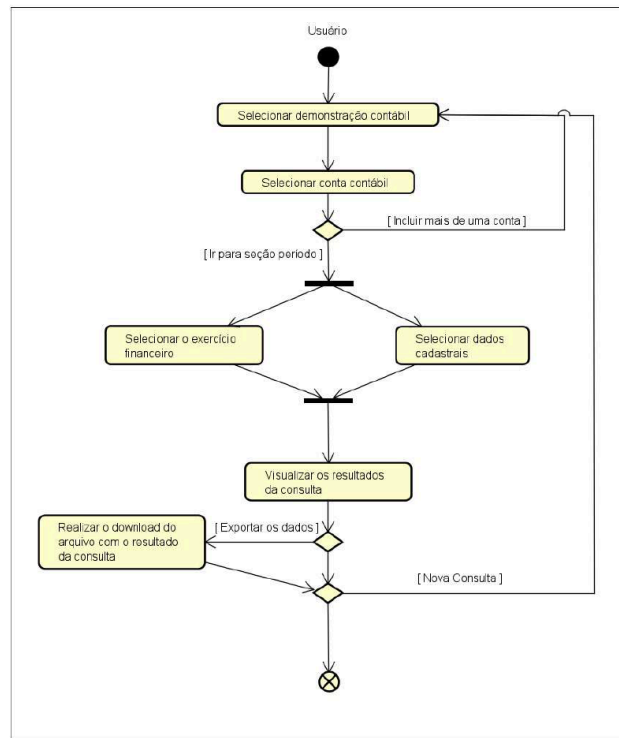 Usuário
Selecionar demonstração contábil
Selecionar conta contábil
[ Incluir mais de uma conta ]
[ Ir para seção período ]
Selecionar o exercício
financeiro
Selecionar dados
cadastrais
Visualizar os resultados
da consulta
[ Exportar os dados ]
Realizar o download do
arquivo com o resultado
da consulta
[ Nova Consulta ]